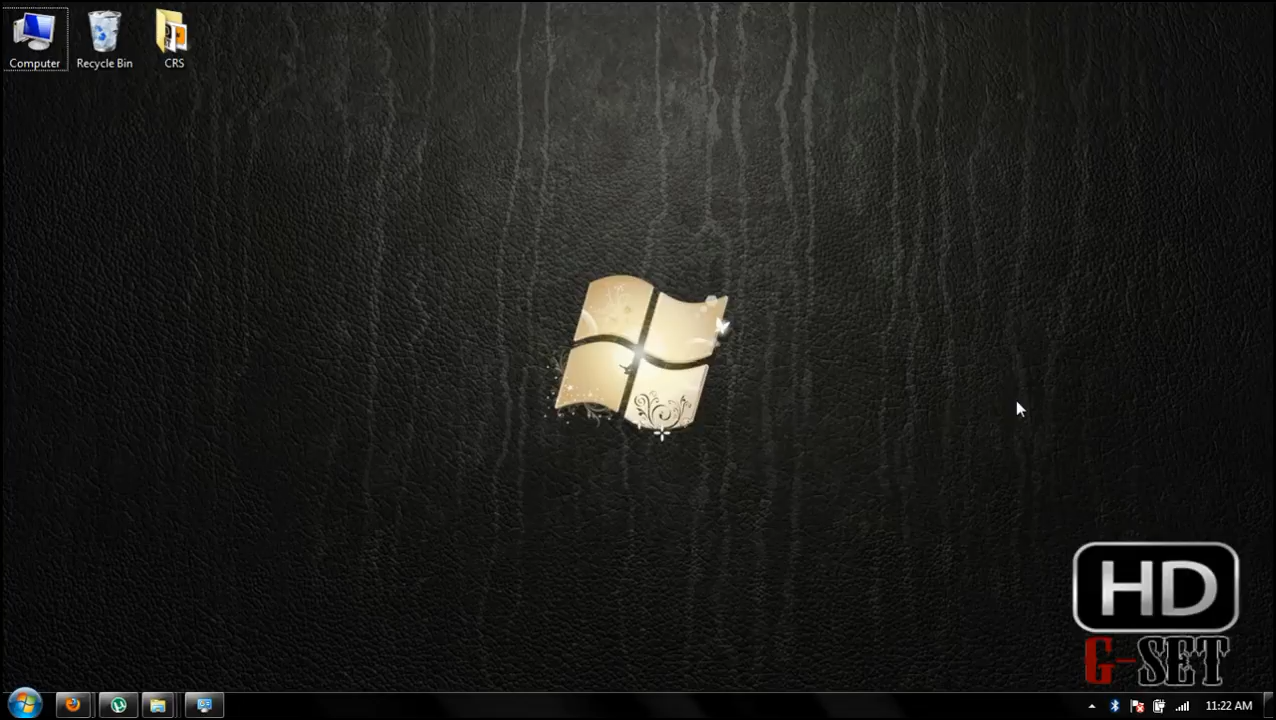 Computer
Recycle Bin
CRS
HD
G-SET
11:22 AM